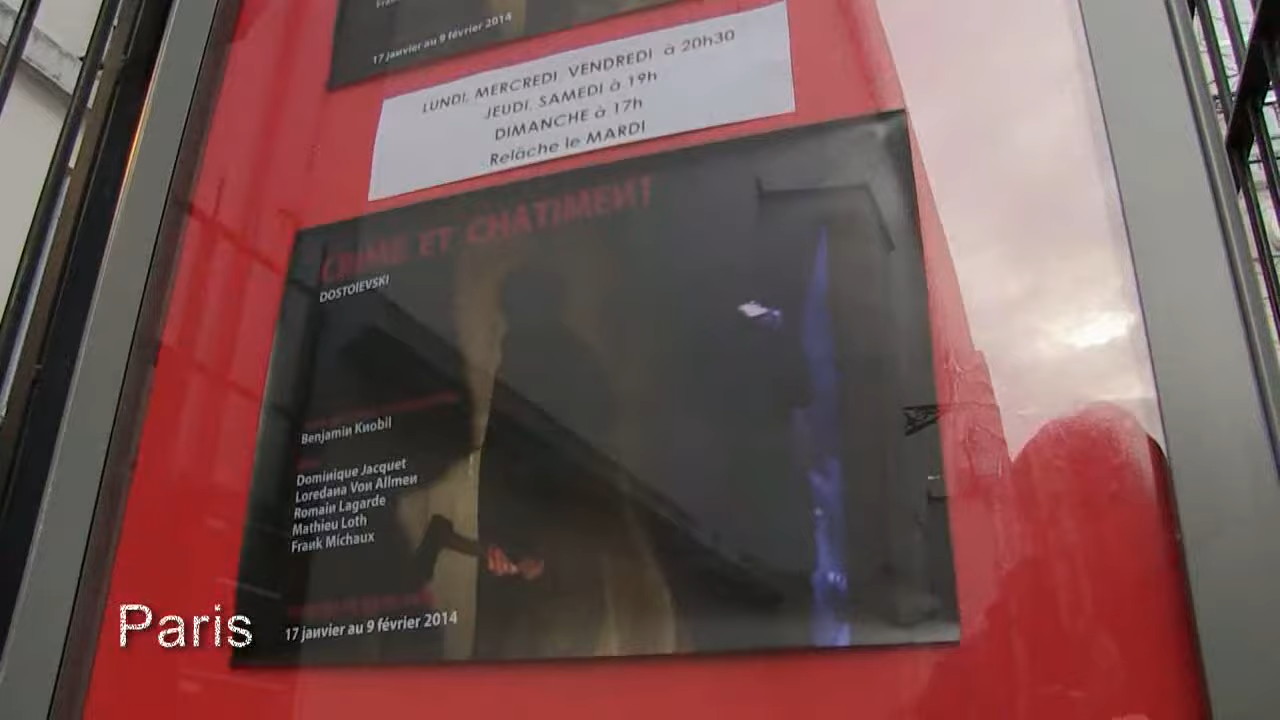 17 janvier au 9 février 2014
LUNDI, MERCREDI, VENDREDI à 20h30
JEUDI, SAMEDI à 19h
DIMANCHE à 17h
Relâche le MARDI
CRIME ET CHATIMENT
DOSTOIEVSKI
Benjamin Knobil
Dominique Jacquet
Loredana Von Allmen
Romain Lagarde
Mathieu Loth
Frank Michaux
17 janvier au 9 février 2014
Paris